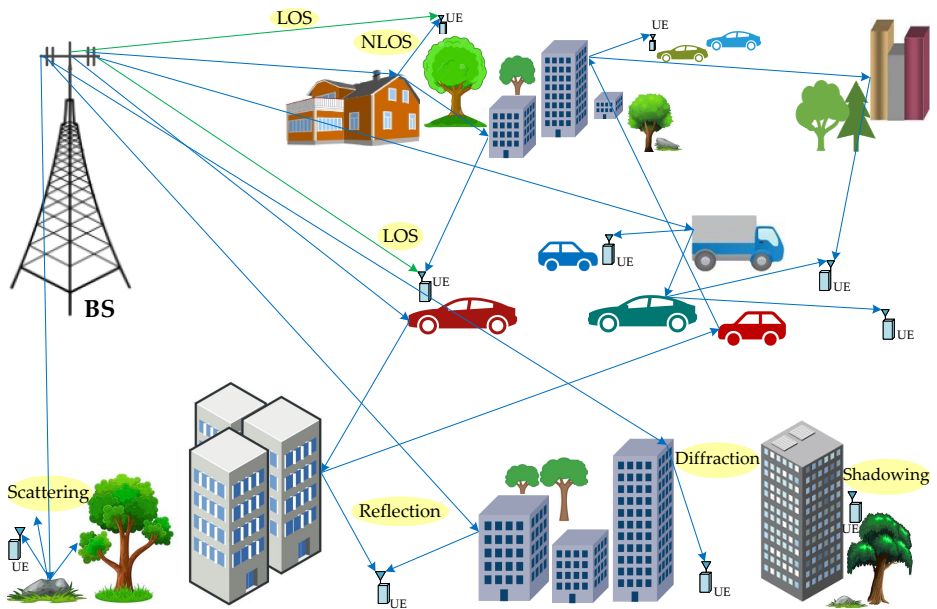 LOS
UE
NLOS
UE
LOS
UE
UE
UE
BS
UE
Scattering
Diffraction
Shadowing
Reflection
UE
UE
UE
UE